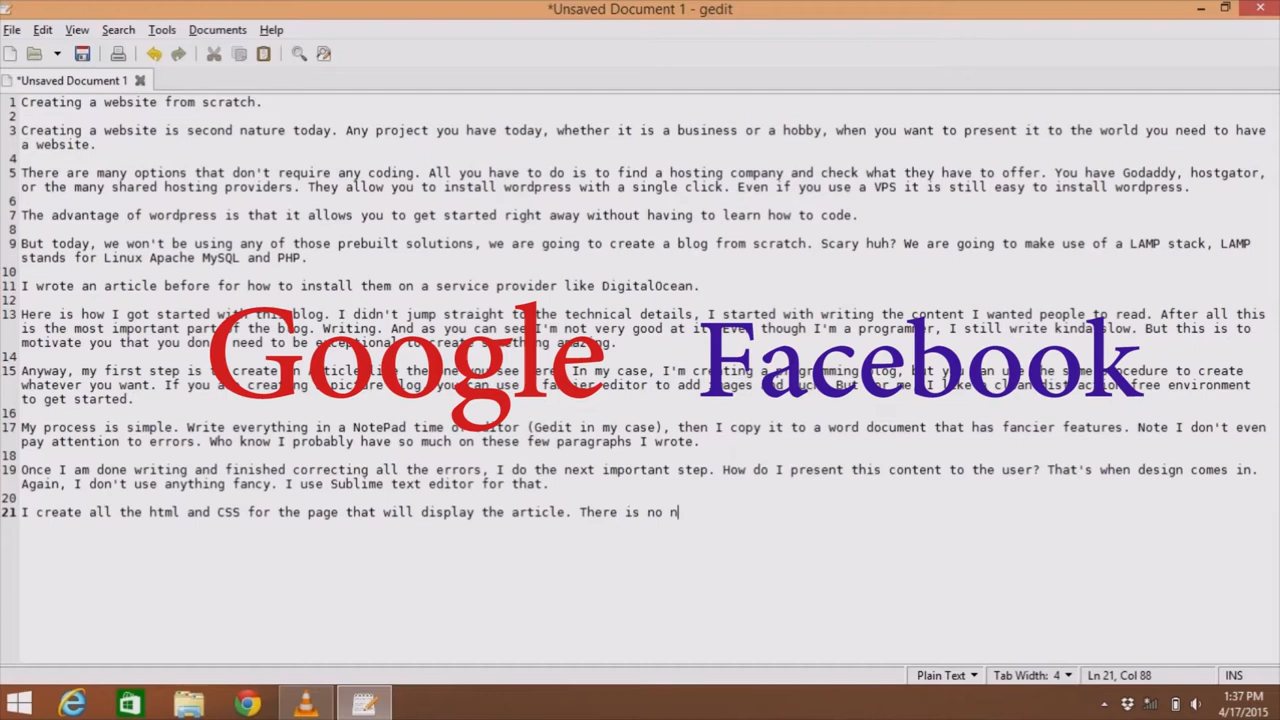 *Unsaved Document 1 - gedit
File Edit View Search Tools Documents Help
*Unsaved Document 1
1 Creating a website from scratch.
2
3 Creating a website is second nature today. Any project you have today, whether it is a business or a hobby, when you want to present it to the world you need to have
a website.
4
5 There are many options that don't require any coding. All you have to do is to find a hosting company and check what they have to offer. You have Godaddy, hostgator,
or the many shared hosting providers. They allow you to install wordpress with a single click. Even if you use a VPS it is still easy to install wordpress.
6
7 The advantage of wordpress is that it allows you to get started right away without having to learn how to code.
8
9 But today, we won't be using any of those prebuilt solutions, we are going to create a blog from scratch. Scary huh? We are going to make use of a LAMP stack, LAMP
stands for Linux Apache MySQL and PHP.
10
11 I wrote an article before for how to install them on a service provider like DigitalOcean.
12
13 Here is how I got started with this blog. I didn't jump straight to the technical details, I started with writing the content I wanted people to read. After all this
is the most important part of the blog. Writing. And as you can see I'm not very good at it. Even though I'm a programmer, I still write kinda slow. But this is to
motivate you that you don't need to be exceptional to create something amazing.
Google Facebook
14
15 Anyway, my first step is to create an article like the one you see here. In my case, I'm creating a programming blog, but you can use the same procedure to create
whatever you want. If you are creating a picture blog, you can use a fancier editor to add images and such. But for me, I like a clean distraction free environment
to get started.
16
17 My process is simple. Write everything in a NotePad time of editor (Gedit in my case), then I copy it to a word document that has fancier features. Note I don't even
pay attention to errors. Who know I probably have so much on these few paragraphs I wrote.
18
19 Once I am done writing and finished correcting all the errors, I do the next important step. How do I present this content to the user? That's when design comes in.
Again, I don't use anything fancy. I use Sublime text editor for that.
20
21 I create all the html and CSS for the page that will display the article. There is no n
Plain Text Tab Width: 4 Ln 21, Col 88 INS
1:37 PM
4/17/2015